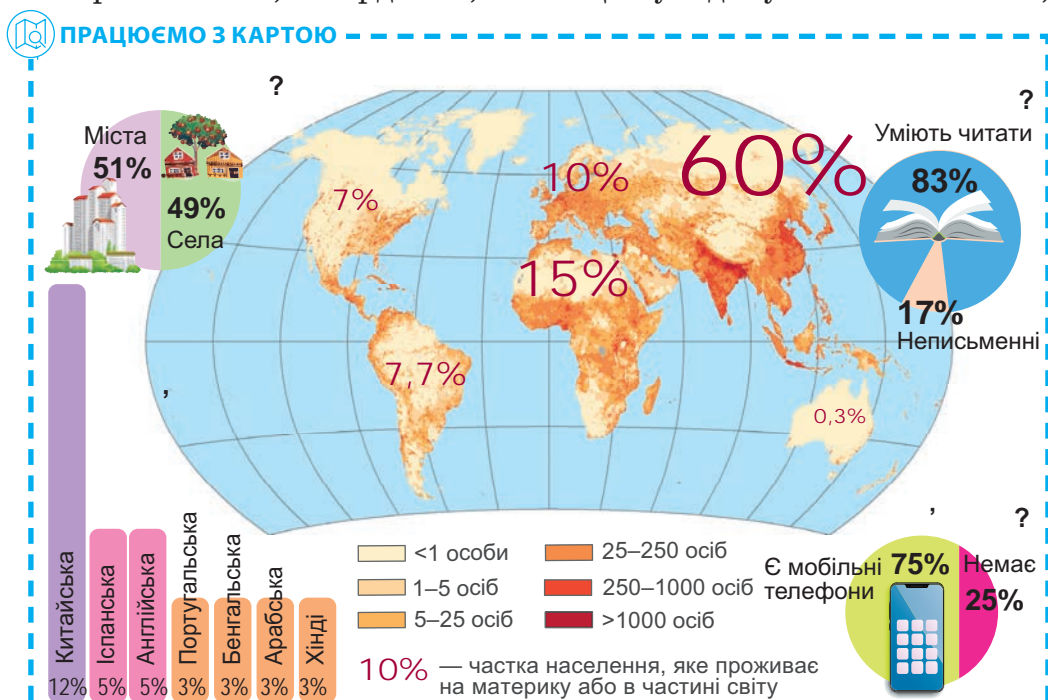 ПРАЦЮЄМО З КАРТОЮ
?
?
Міста
51%
49%
Села
Уміють читати
83%
17%
Неписьменні
7%
10%
60%
15%
7,7%
0,3%
,
Китайська
12%
Іспанська
5%
Англійська
5%
Португальська
3%
Бенгальська
3%
Арабська
3%
Хінді
3%
<1 особи
1–5 осіб
5–25 осіб
25–250 осіб
250–1000 осіб
>1000 осіб
10% — частка населення, яке проживає
на материку або в частині світу
,
?
Є мобільні
телефони
75%
Немає
25%